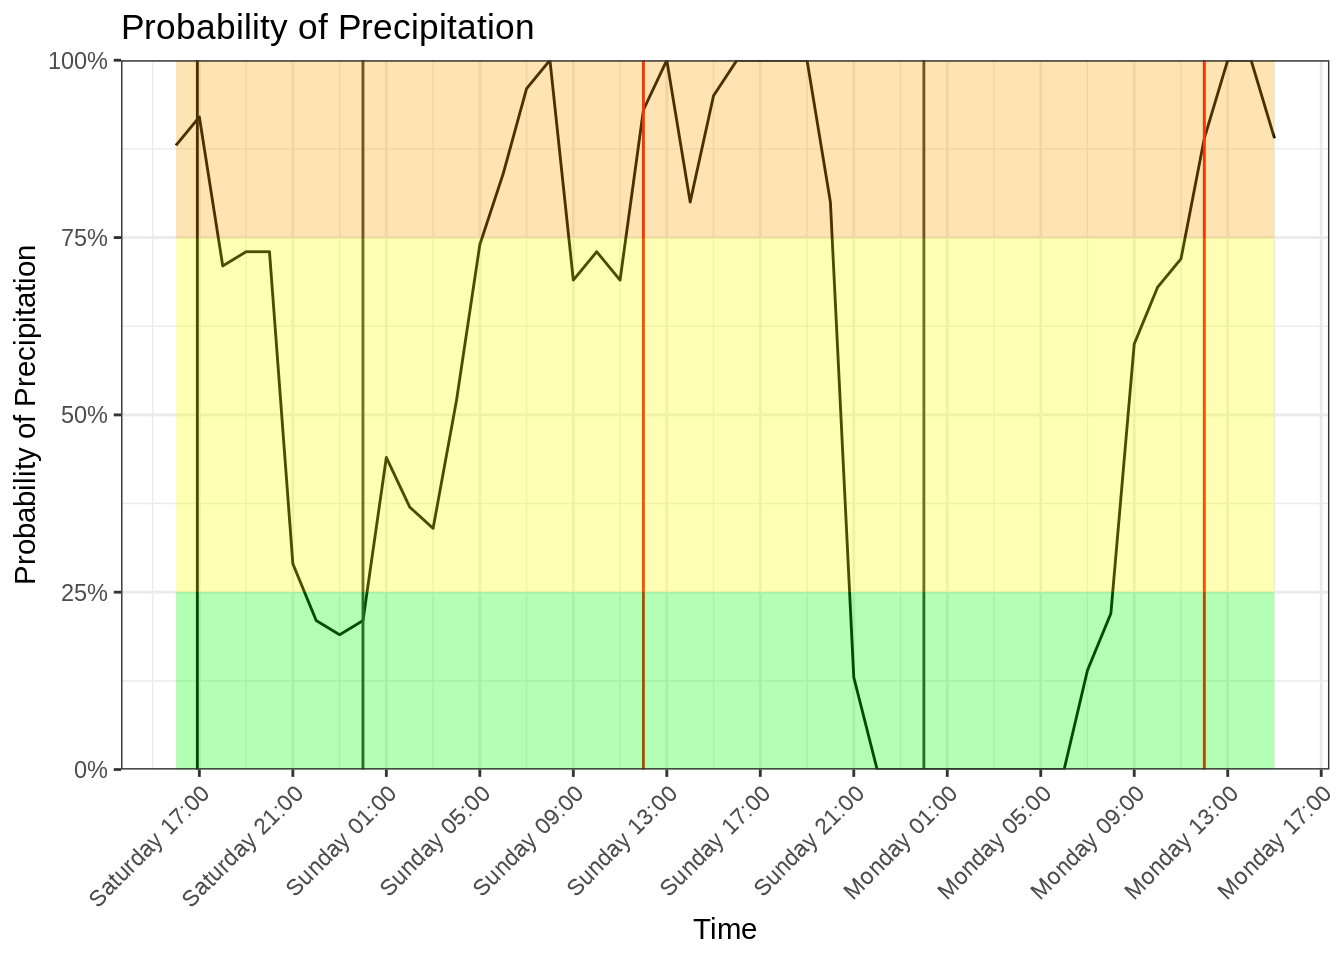 Probability of Precipitation
Probability of Precipitation
100%
75%
50%
25%
0%
Saturday 17:00
Saturday 21:00
Sunday 01:00
Sunday 05:00
Sunday 09:00
Sunday 13:00
Sunday 17:00
Sunday 21:00
Monday 01:00
Monday 05:00
Monday 09:00
Monday 13:00
Monday 17:00
Time